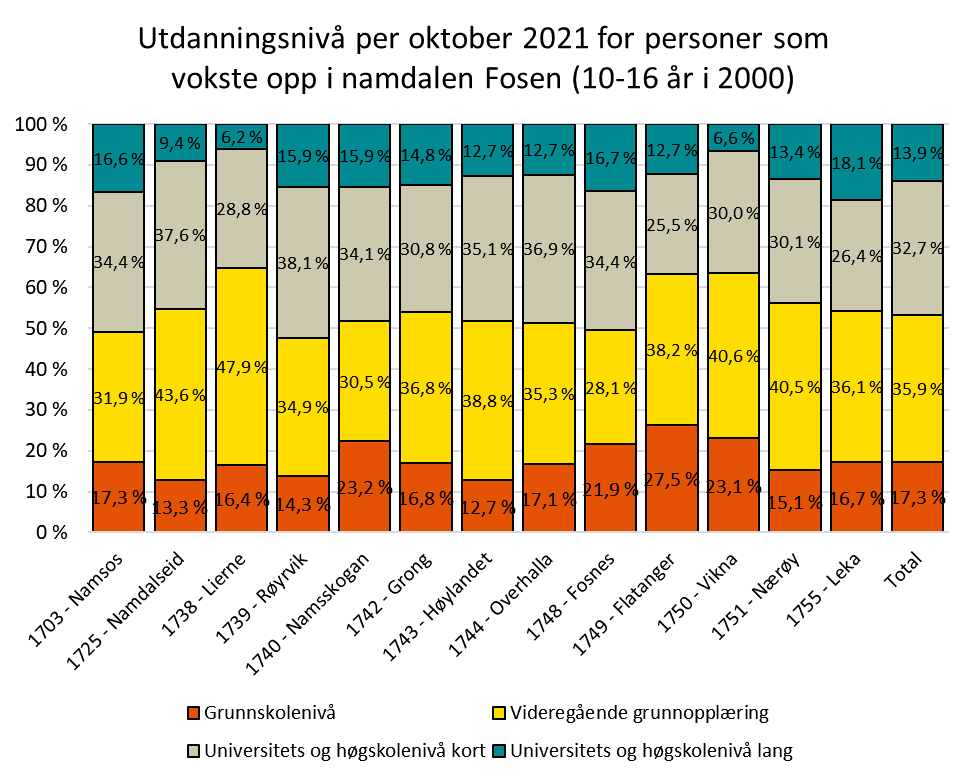 Utdanningsnivå per oktober 2021 for personer som
vokste opp i namdalen Fosen (10-16 år i 2000)
100 %
90 %
80 %
70 %
60 %
50 %
40 %
30 %
20 %
10 %
0 %
16,6 % 9,4 % 6,2 % 15,9 % 15,9 % 14,8 % 12,7 % 12,7 % 16,7 % 12,7 % 6,6 % 13,4 % 18,1 % 13,9 %
34,4 % 37,6 % 28,8 % 38,1 % 34,1 % 30,8 % 35,1 % 36,9 % 34,4 % 25,5 % 30,0 % 30,1 % 26,4 % 32,7 %
31,9 % 43,6 % 47,9 % 34,9 % 30,5 % 36,8 % 38,8 % 35,3 % 28,1 % 38,2 % 40,6 % 40,5 % 36,1 % 35,9 %
17,3 % 13,3 % 16,4 % 14,3 % 23,2 % 16,8 % 12,7 % 17,1 % 21,9 % 27,5 % 23,1 % 15,1 % 16,7 % 17,3 %
1703 - Namsos
1725 - Namdalseid
1738 - Lierne
1739 - Røyrvik
1740 - Namsskogan
1742 - Grong
1743 - Høylandet
1744 - Overhalla
1748 - Fosnes
1749 - Flatanger
1750 - Vikna
1751 - Nærøy
1755 - Leka
Total
Grunnskolenivå Videregående grunnopplæring
Universitets og høgskolenivå kort Universitets og høgskolenivå lang